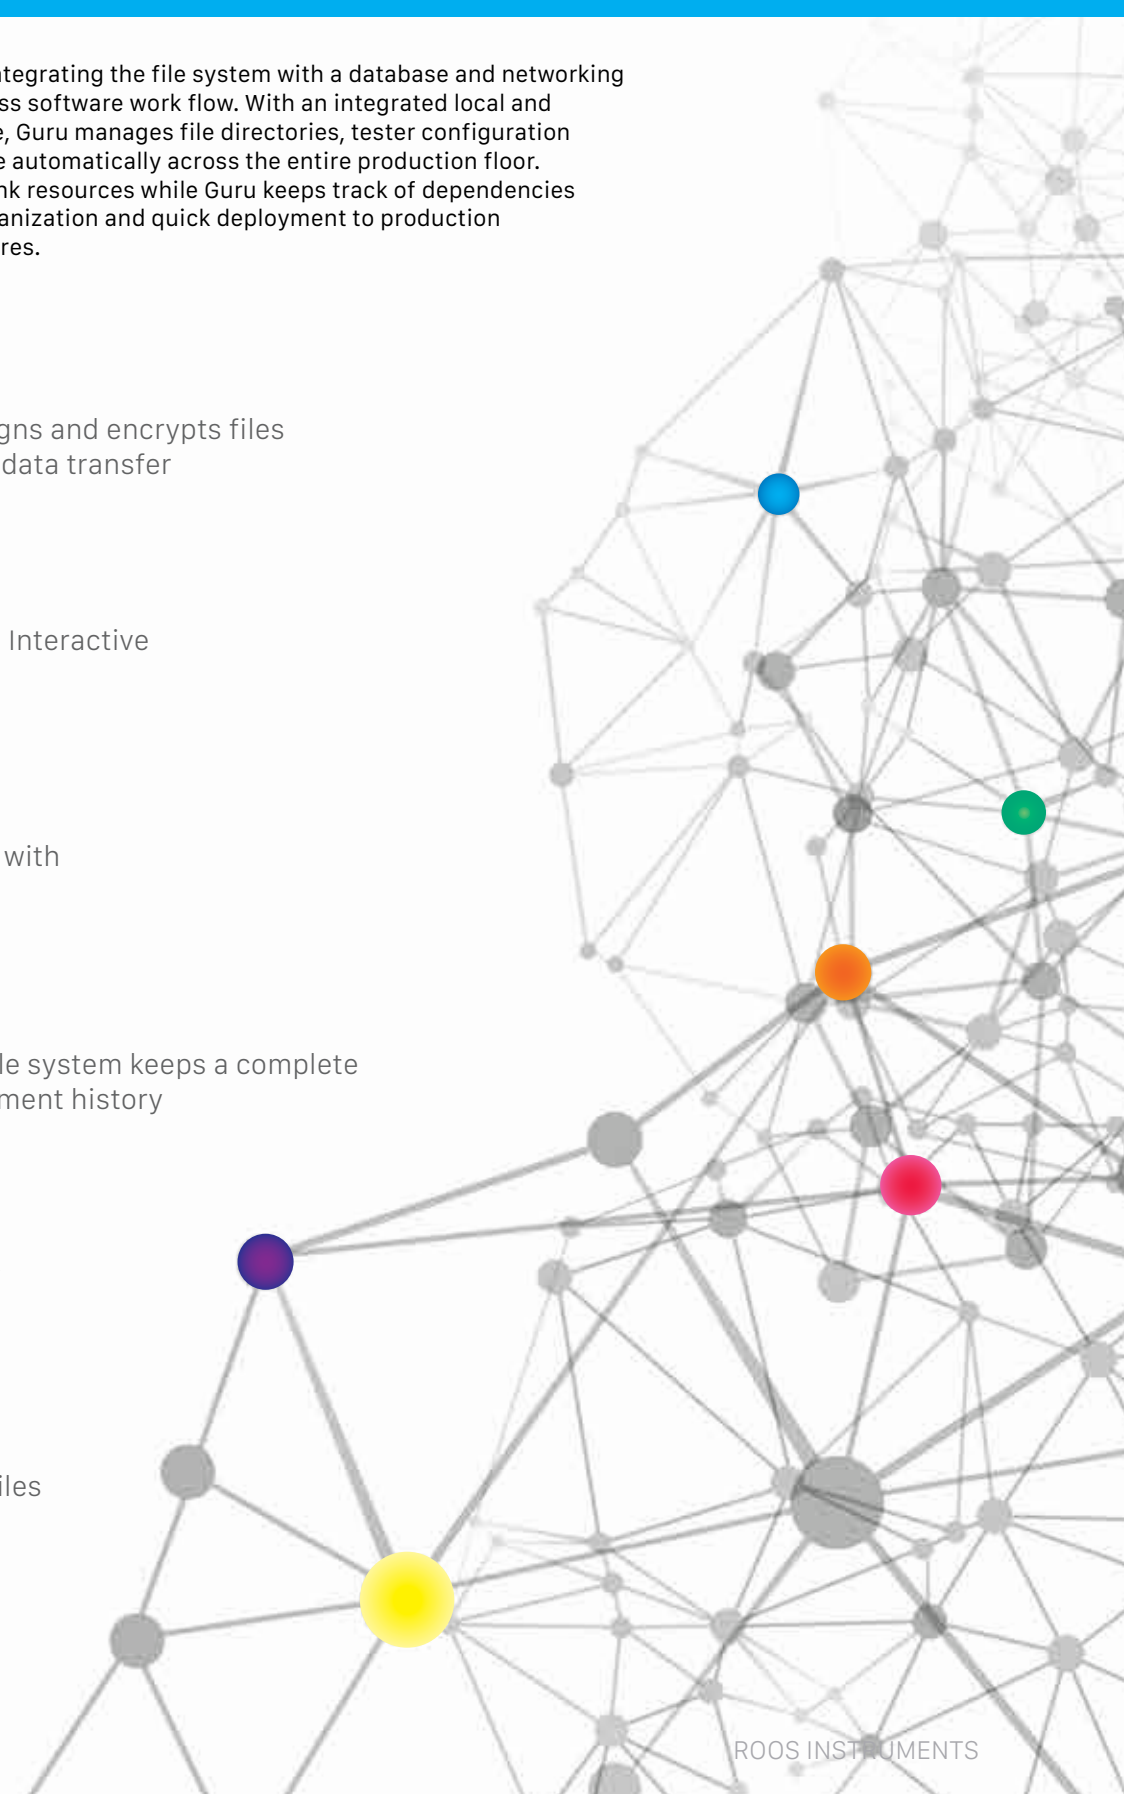 tegrating the file system with a database and networking
ss software work flow. With an integrated local and
e, Guru manages file directories, tester configuration
e automatically across the entire production floor.
nk resources while Guru keeps track of dependencies
anization and quick deployment to production
res.
gns and encrypts files
data transfer
Interactive
with
le system keeps a complete
ment history
iles
ROOS INSTRUMENTS